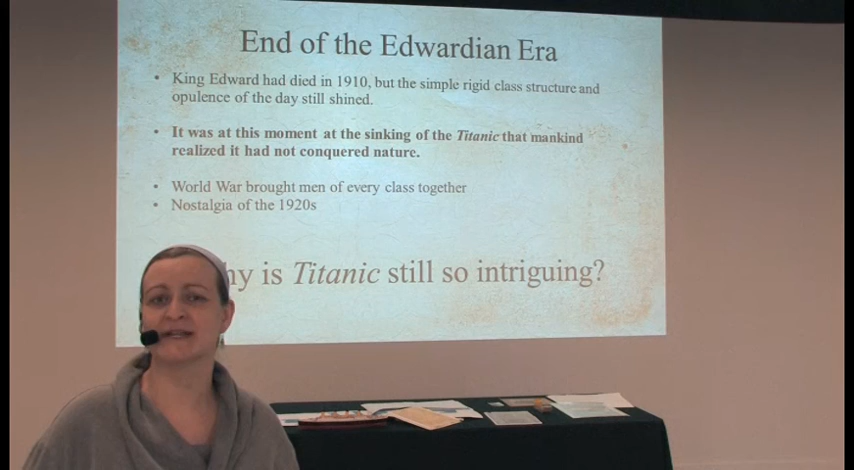 End of the Edwardian Era
• King Edward had died in 1910, but the simple rigid class structure and
opulence of the day still shined.
• It was at this moment at the sinking of the Titanic that mankind
realized it had not conquered nature.
• World War brought men of every class together
• Nostalgia of the 1920s
hy is Titanic still so intriguing?